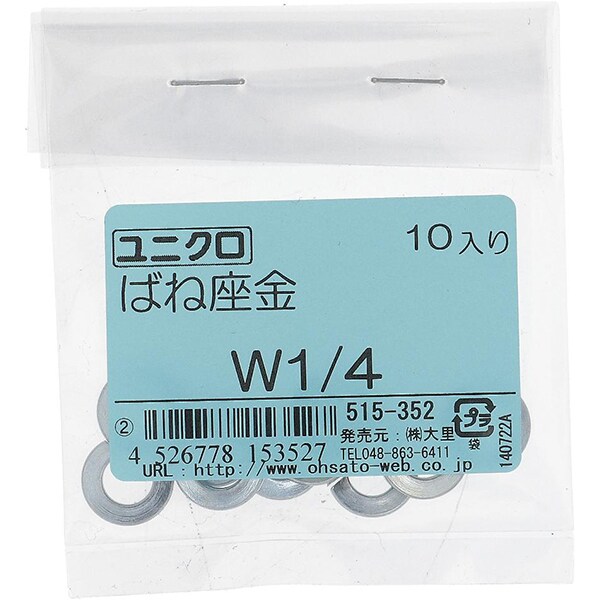 ユニクロ
10入り
ばね座金
W1/4
②
515-352
発売元:㈱大里
4 526778 153527
TEL048-863-6411
プラ
袋
URL:http://www.ohsato-web.co.jp
140722A